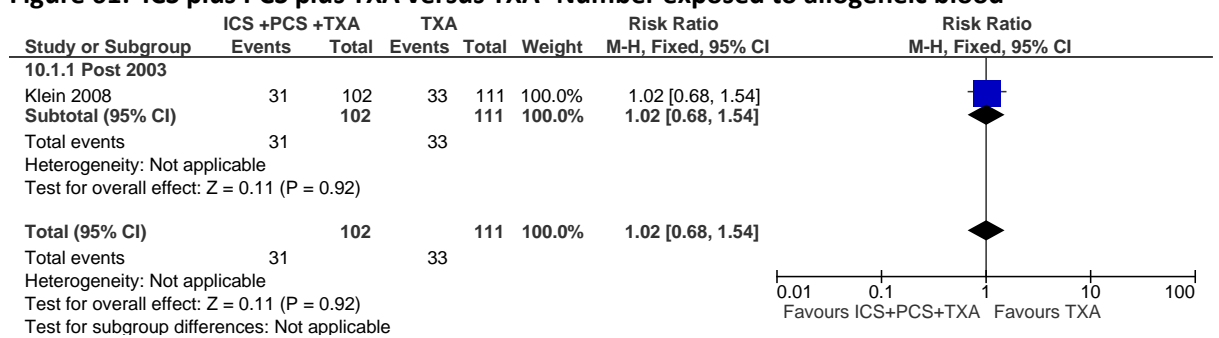 Figure 61: ICS plus PCS plus TXA versus TXA- Number exposed to allogeneic blood
ICS +PCS +TXA TXA Risk Ratio Risk Ratio
Study or Subgroup Events Total Events Total Weight M-H, Fixed, 95% CI M-H, Fixed, 95% CI
10.1.1 Post 2003
Klein 2008 31 102 33 111 100.0% 1.02 [0.68, 1.54]
Subtotal (95% CI) 102 111 100.0% 1.02 [0.68, 1.54]
Total events 31 33
Heterogeneity: Not applicable
Test for overall effect: Z = 0.11 (P = 0.92)
Total (95% CI) 102 111 100.0% 1.02 [0.68, 1.54]
Total events 31 33
Heterogeneity: Not applicable
Test for overall effect: Z = 0.11 (P = 0.92)
Test for subgroup differences: Not applicable
0.01 0.1 1 10 100
Favours ICS+PCS+TXA Favours TXA